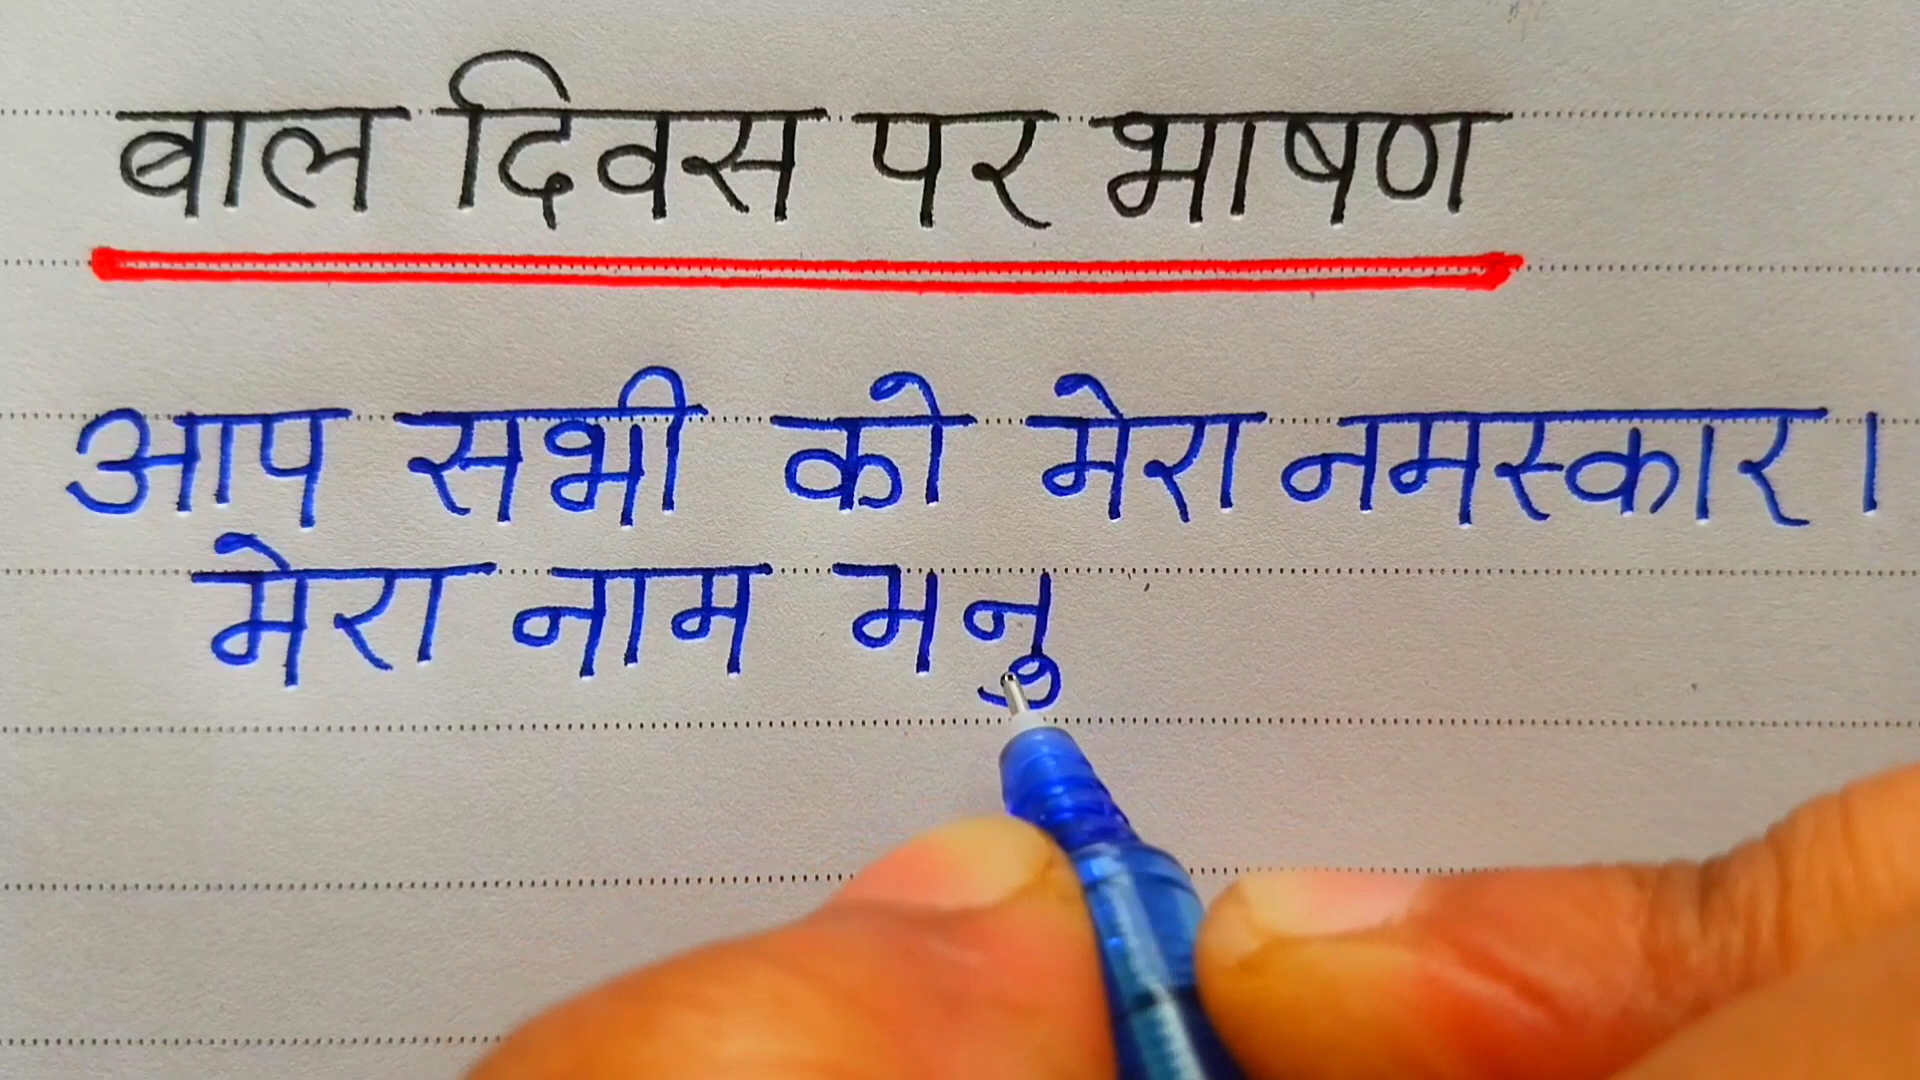 बाल दिवस पर भाषण
आप सभी को मेरा नमस्कार।
मेरा नाम मनु